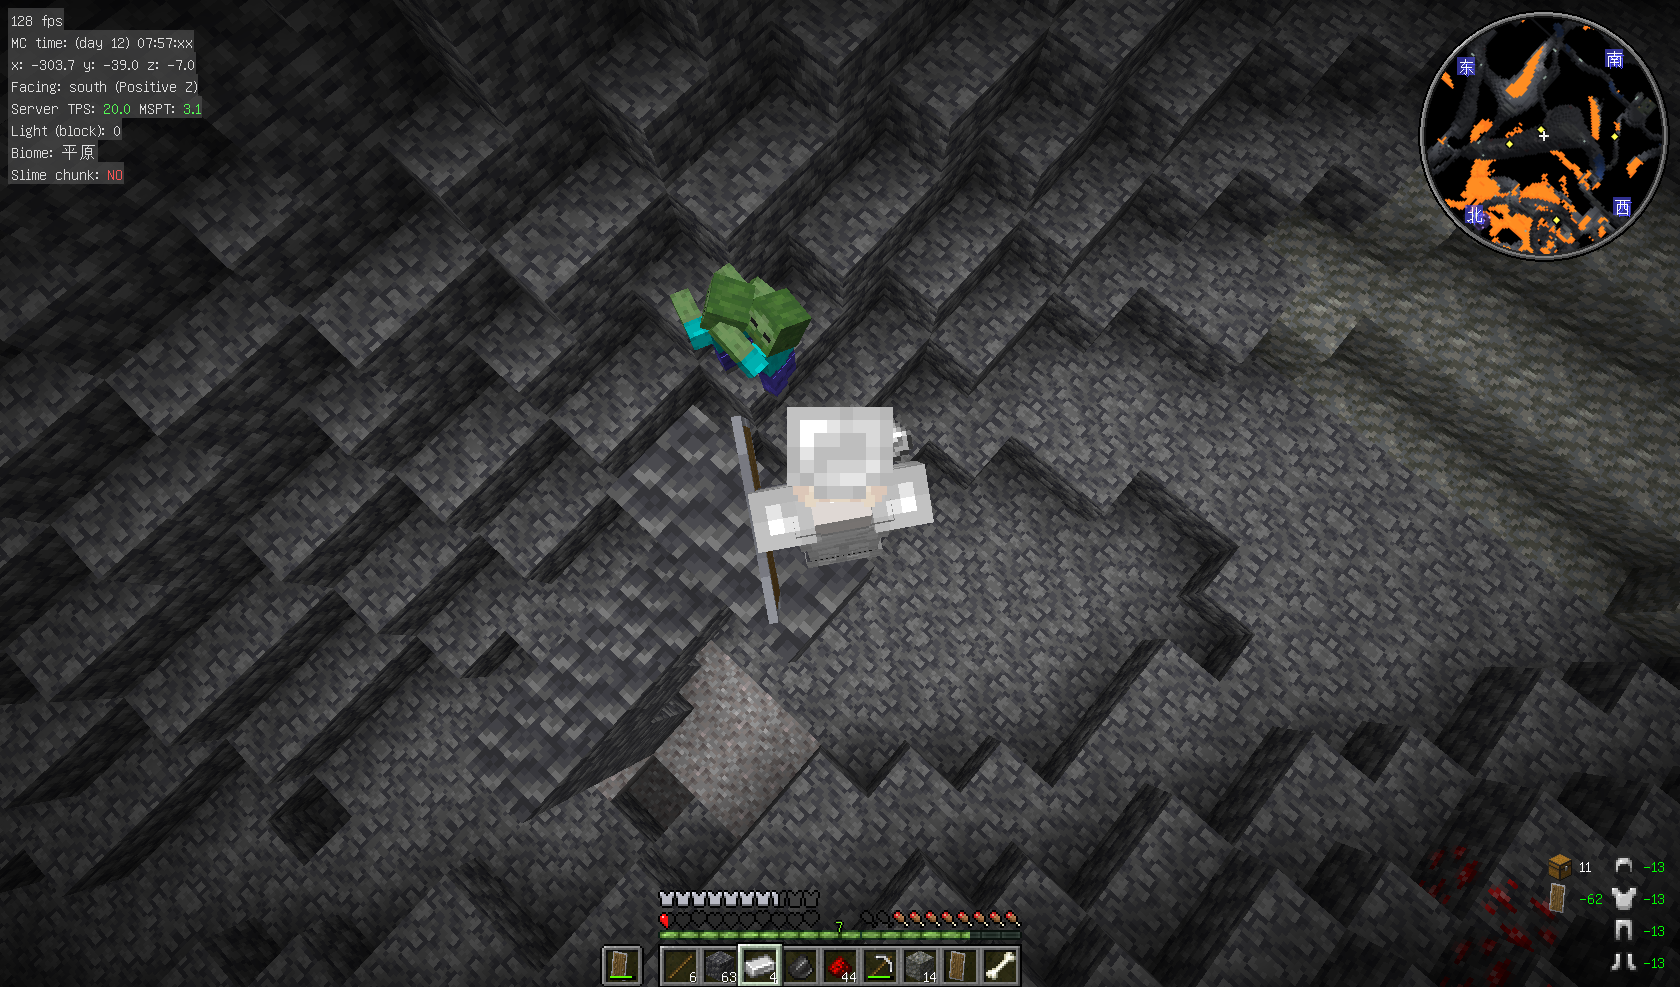 128 fps
MC time: (day 12) 07:57:xx
x: -303.7 y: -39.0 z: -7.0
Facing: south (Positive Z)
Server TPS: 20.0 MSPT: 3.1
Light (block): 0
Biome: 平原
Slime chunk: NO
东
南
北
西
11
-13
-62
-13
-13
-13
7
6
63
4
44
14